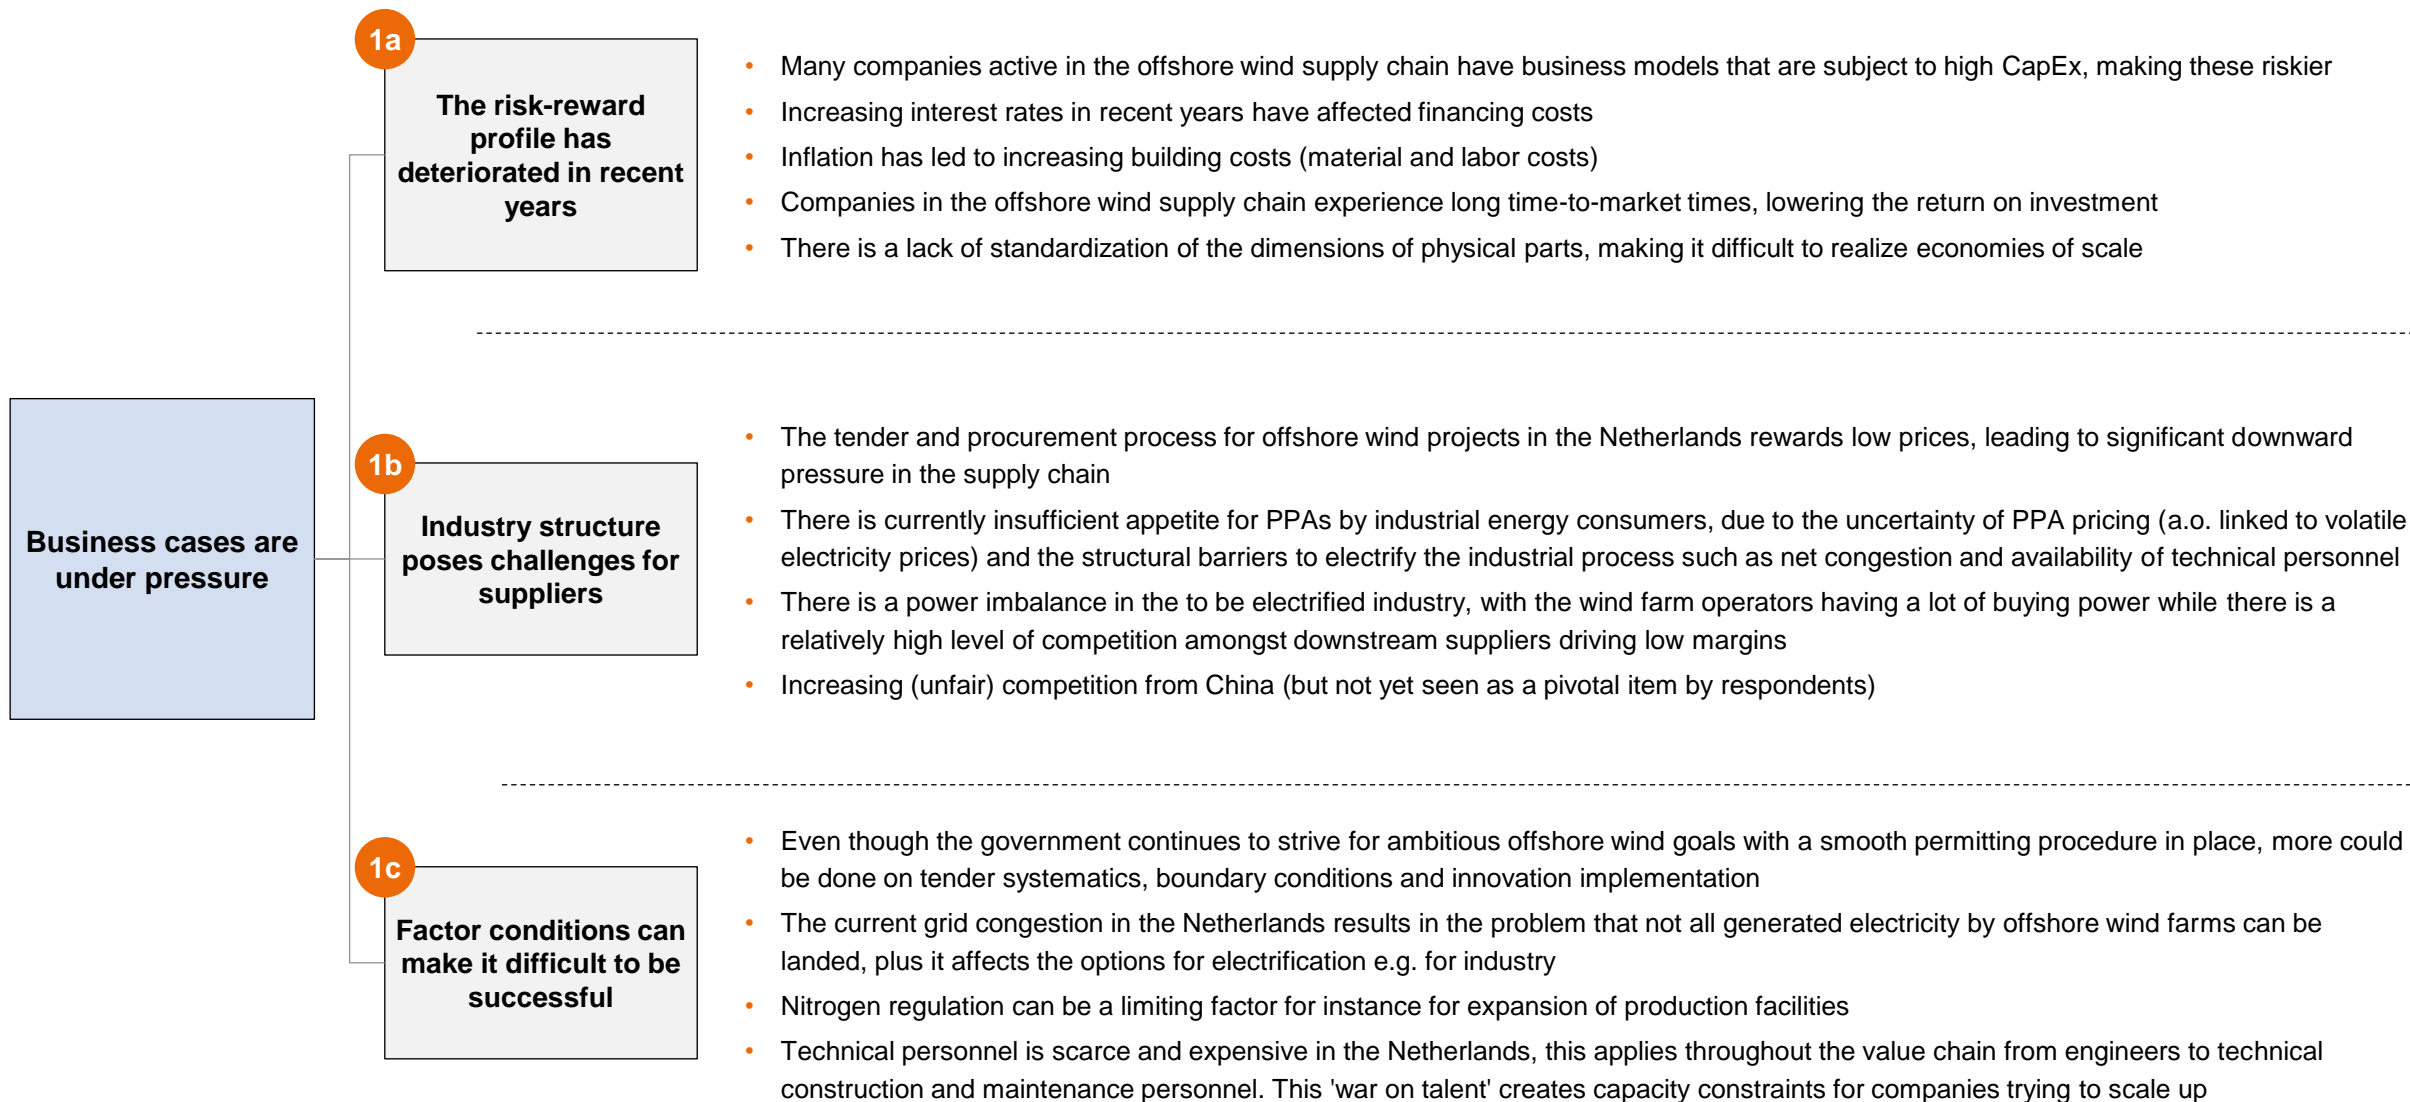 1a
The risk-reward
profile has
deteriorated in recent
years
• Many companies active in the offshore wind supply chain have business models that are subject to high CapEx, making these riskier
• Increasing interest rates in recent years have affected financing costs
• Inflation has led to increasing building costs (material and labor costs)
• Companies in the offshore wind supply chain experience long time-to-market times, lowering the return on investment
• There is a lack of standardization of the dimensions of physical parts, making it difficult to realize economies of scale
Business cases are
under pressure
1b
Industry structure
poses challenges for
suppliers
• The tender and procurement process for offshore wind projects in the Netherlands rewards low prices, leading to significant downward
pressure in the supply chain
• There is currently insufficient appetite for PPAs by industrial energy consumers, due to the uncertainty of PPA pricing (a.o. linked to volatile
electricity prices) and the structural barriers to electrify the industrial process such as net congestion and availability of technical personnel
• There is a power imbalance in the to be electrified industry, with the wind farm operators having a lot of buying power while there is a
relatively high level of competition amongst downstream suppliers driving low margins
• Increasing (unfair) competition from China (but not yet seen as a pivotal item by respondents)
1c
Factor conditions can
make it difficult to be
successful
• Even though the government continues to strive for ambitious offshore wind goals with a smooth permitting procedure in place, more could
be done on tender systematics, boundary conditions and innovation implementation
• The current grid congestion in the Netherlands results in the problem that not all generated electricity by offshore wind farms can be
landed, plus it affects the options for electrification e.g. for industry
• Nitrogen regulation can be a limiting factor for instance for expansion of production facilities
• Technical personnel is scarce and expensive in the Netherlands, this applies throughout the value chain from engineers to technical
construction and maintenance personnel. This 'war on talent' creates capacity constraints for companies trying to scale up